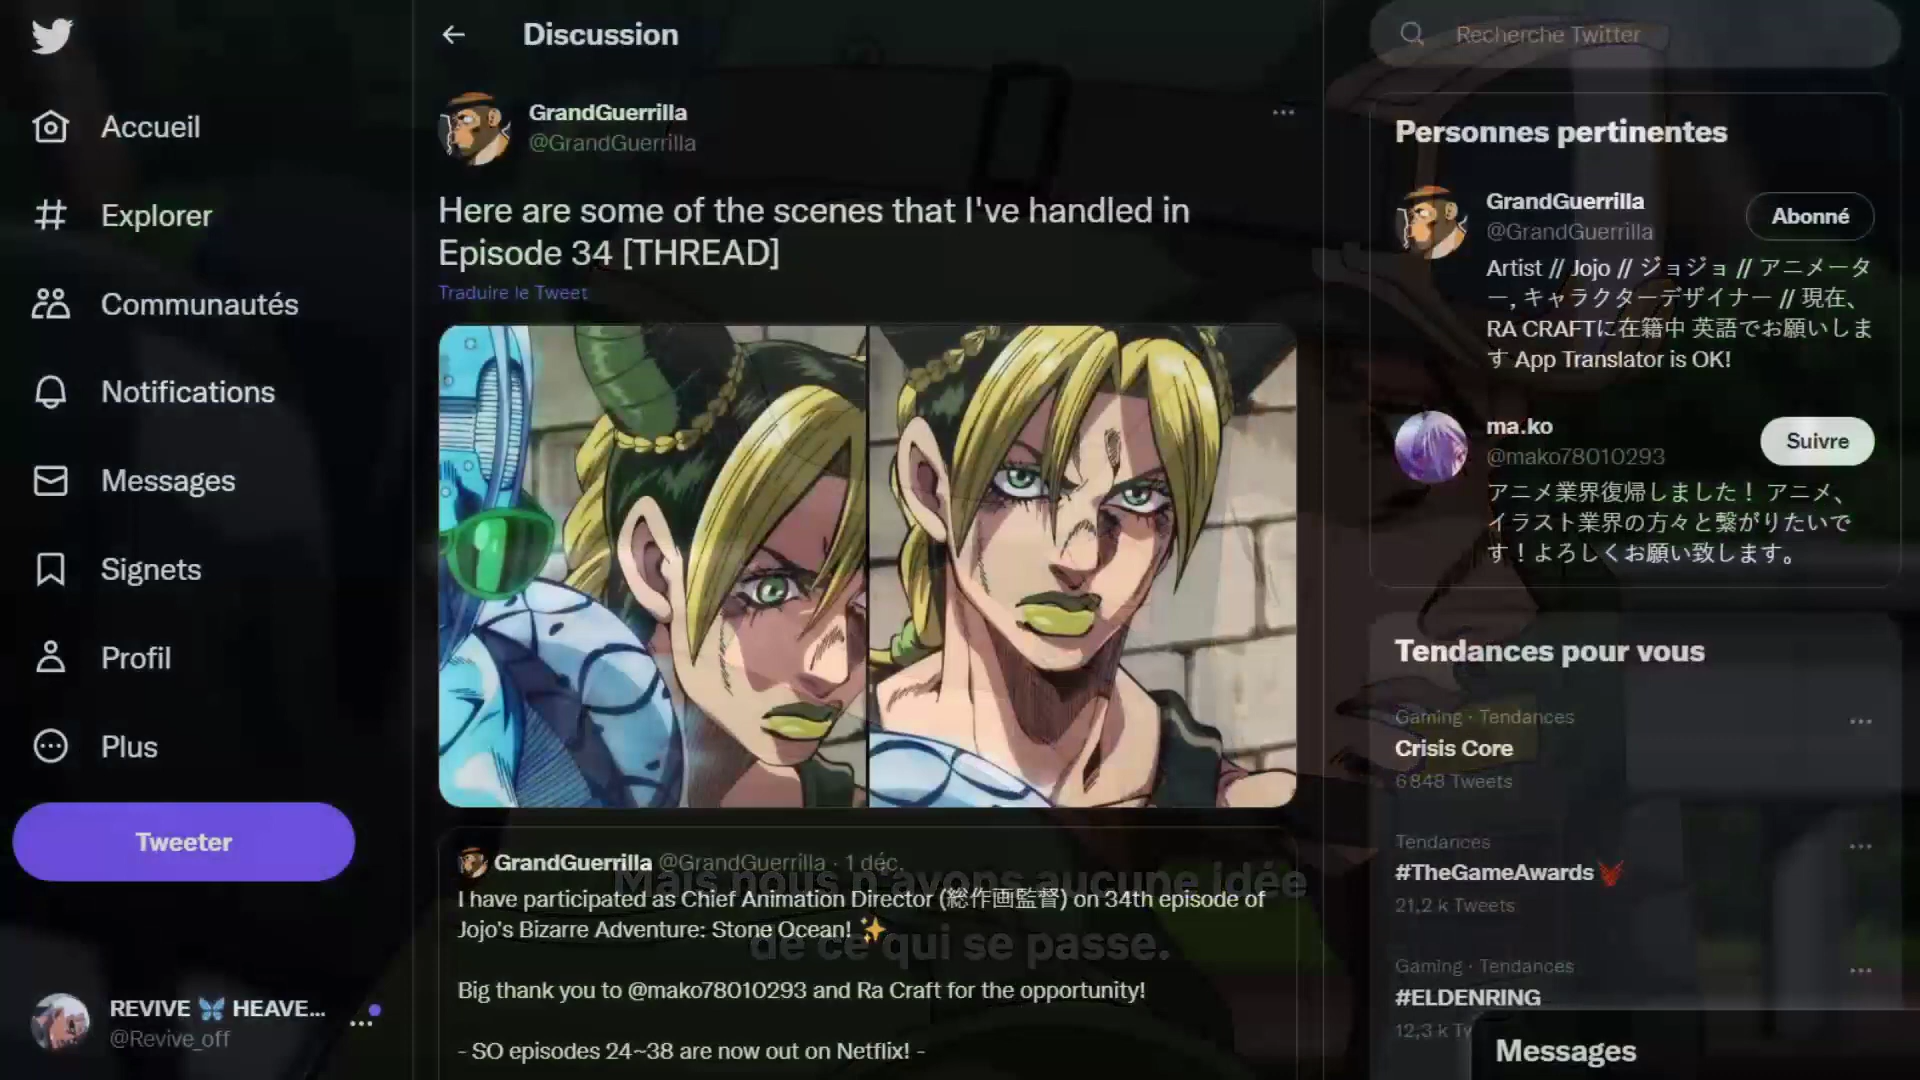 Discussion
Recherche Twitter
Accueil
Explorer
Communautés
Notifications
Messages
Signets
Profil
Plus
Tweeter
REVIVE 🦋 HEAVE...
@Revive_off
GrandGuerrilla
@GrandGuerrilla
Here are some of the scenes that I've handled in
Episode 34 [THREAD]
Traduire le Tweet
GrandGuerrilla @GrandGuerrilla · 1 déc.
I have participated as Chief Animation Director (総作画監督) on 34th episode of
Jojo's Bizarre Adventure: Stone Ocean! ✨
Big thank you to @mako78010293 and Ra Craft for the opportunity!
- SO episodes 24~38 are now out on Netflix! -
Mais nous n'avons aucune idée
de ce qui se passe.
Personnes pertinentes
GrandGuerrilla
@GrandGuerrilla
Abonné
Artist // Jojo // ジョジョ // アニメータ
ー, キャラクターデザイナー // 現在、
RA CRAFTに在籍中 英語でお願いしま
す App Translator is OK!
ma.ko
@mako78010293
Suivre
アニメ業界復帰しました！ アニメ、
イラスト業界の方々と繋がりたいで
す！よろしくお願い致します。
Tendances pour vous
Gaming · Tendances
Crisis Core
6 848 Tweets
Tendances
#TheGameAwards
21,2 k Tweets
Gaming · Tendances
#ELDENRING
12,3 k Tw
Messages